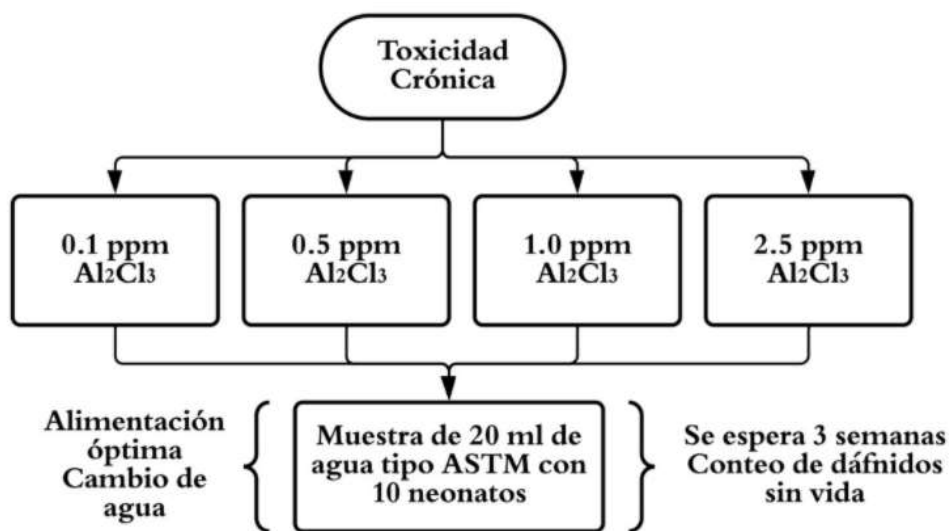 Toxicidad
Crónica
0.1 ppm
Al2Cl3
0.5 ppm
Al2Cl3
1.0 ppm
Al2Cl3
2.5 ppm
Al2Cl3
Alimentación
óptima
Cambio de
agua
Muestra de 20 ml de
agua tipo ASTM con
10 neonatos
Se espera 3 semanas
Conteo de dáfnidos
sin vida